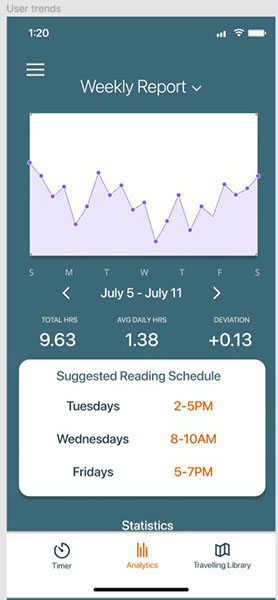 User trends
1:20
Weekly Report
S M T W T F S
July 5 - July 11
TOTAL HRS AVG DAILY HRS DEVIATION
9.63 1.38 +0.13
Suggested Reading Schedule
Tuesdays 2-5PM
Wednesdays 8-10AM
Fridays 5-7PM
Statistics
Timer Analytics Travelling Library